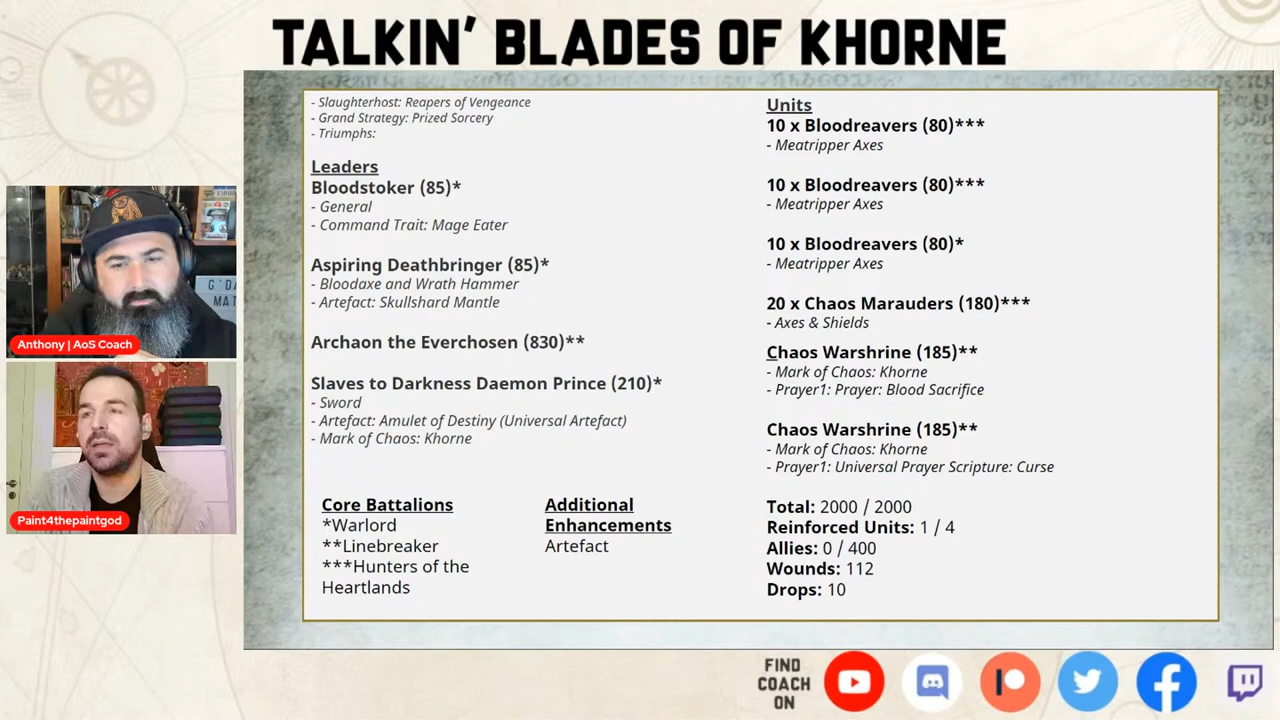 TALKIN' BLADES OF KHORNE
- Slaughterhost: Reapers of Vengeance
- Grand Strategy: Prized Sorcery
- Triumphs:
Leaders
Bloodstoker (85)*
- General
- Command Trait: Mage Eater
Aspiring Deathbringer (85)*
- Bloodaxe and Wrath Hammer
- Artefact: Skullshard Mantle
Archaon the Everchosen (830)**
Slaves to Darkness Daemon Prince (210)*
- Sword
- Artefact: Amulet of Destiny (Universal Artefact)
- Mark of Chaos: Khorne
Core Battalions
*Warlord
**Linebreaker
***Hunters of the
Heartlands
Additional
Enhancements
Artefact
Units
10 x Bloodreavers (80)***
- Meatripper Axes
10 x Bloodreavers (80)***
- Meatripper Axes
10 x Bloodreavers (80)*
- Meatripper Axes
20 x Chaos Marauders (180)***
- Axes & Shields
Chaos Warshrine (185)**
- Mark of Chaos: Khorne
- Prayer1: Prayer: Blood Sacrifice
Chaos Warshrine (185)**
- Mark of Chaos: Khorne
- Prayer1: Universal Prayer Scripture: Curse
Total: 2000 / 2000
Reinforced Units: 1 / 4
Allies: 0 / 400
Wounds: 112
Drops: 10
G'DA
MAT
Anthony | AoS Coach
Paint4thepaintgod
FIND
COACH
ON